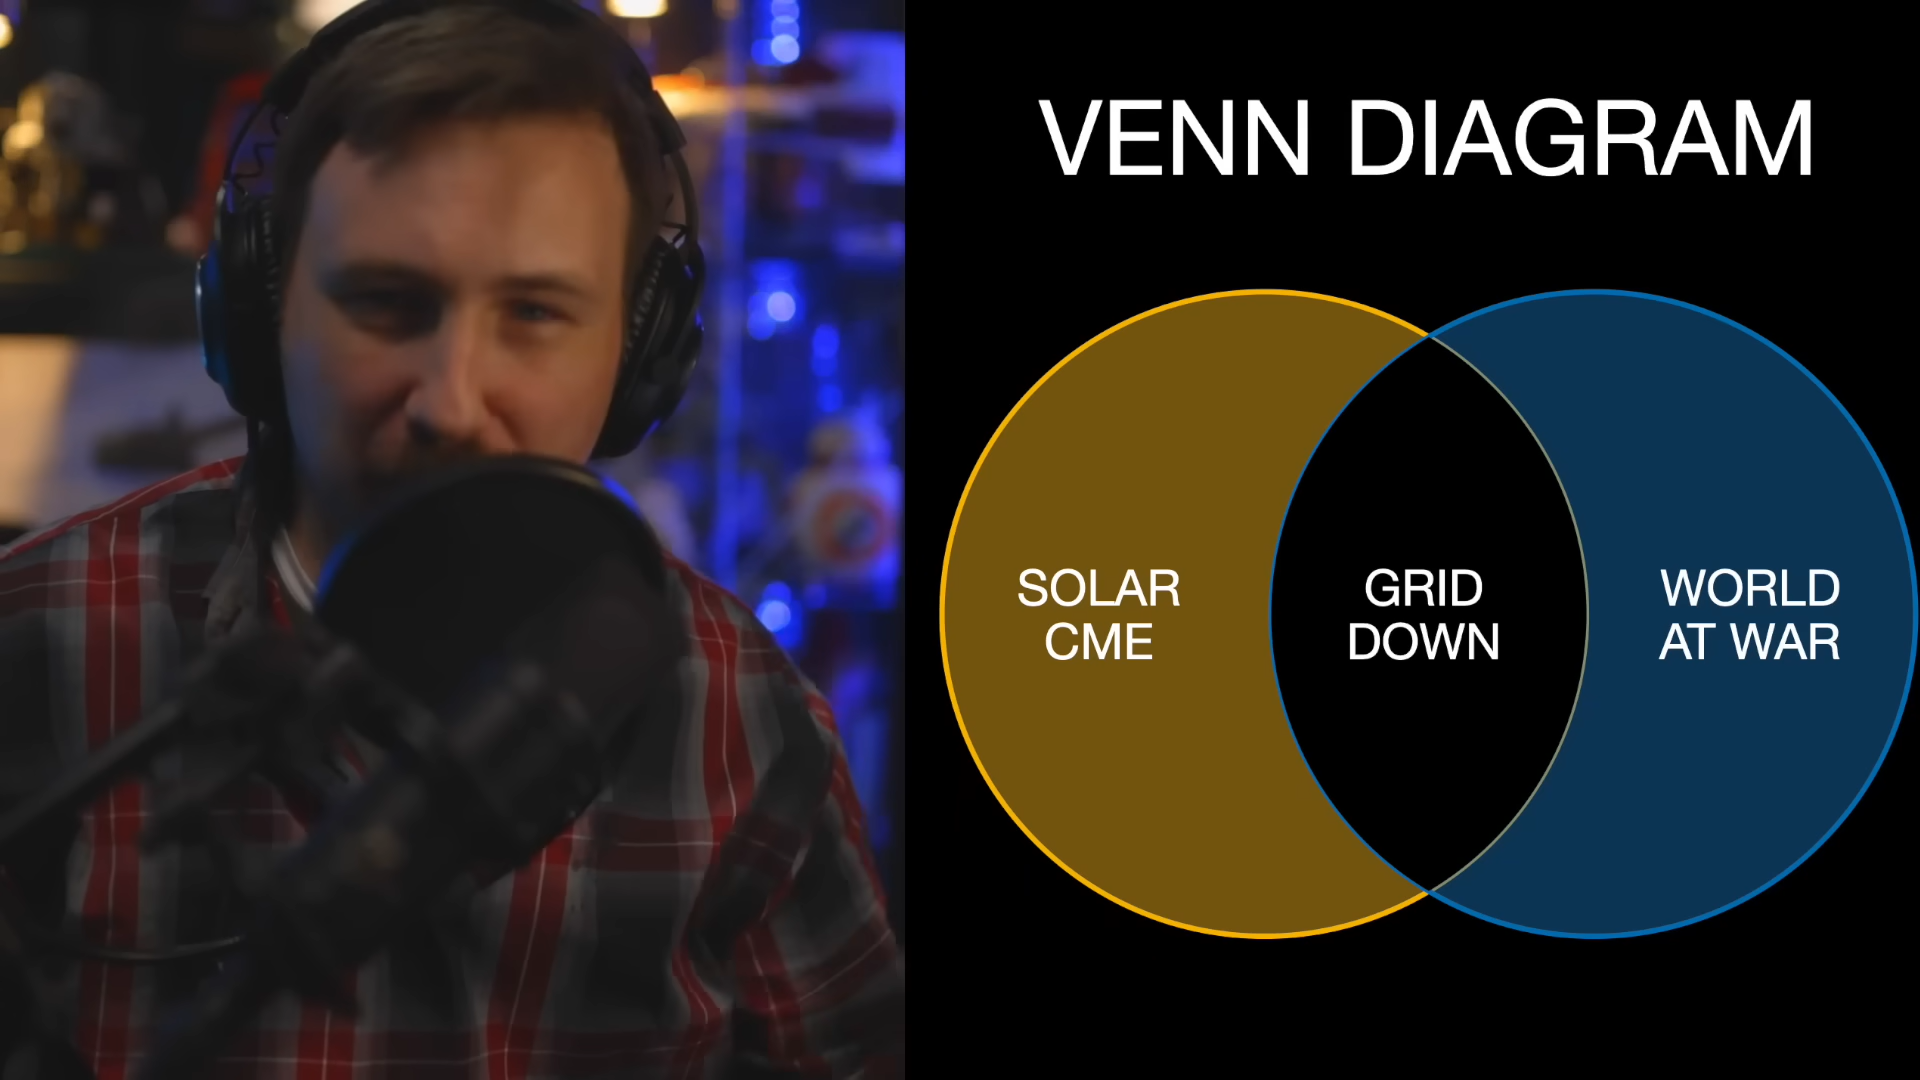 VENN DIAGRAM
SOLAR
CME
GRID
DOWN
WORLD
AT WAR